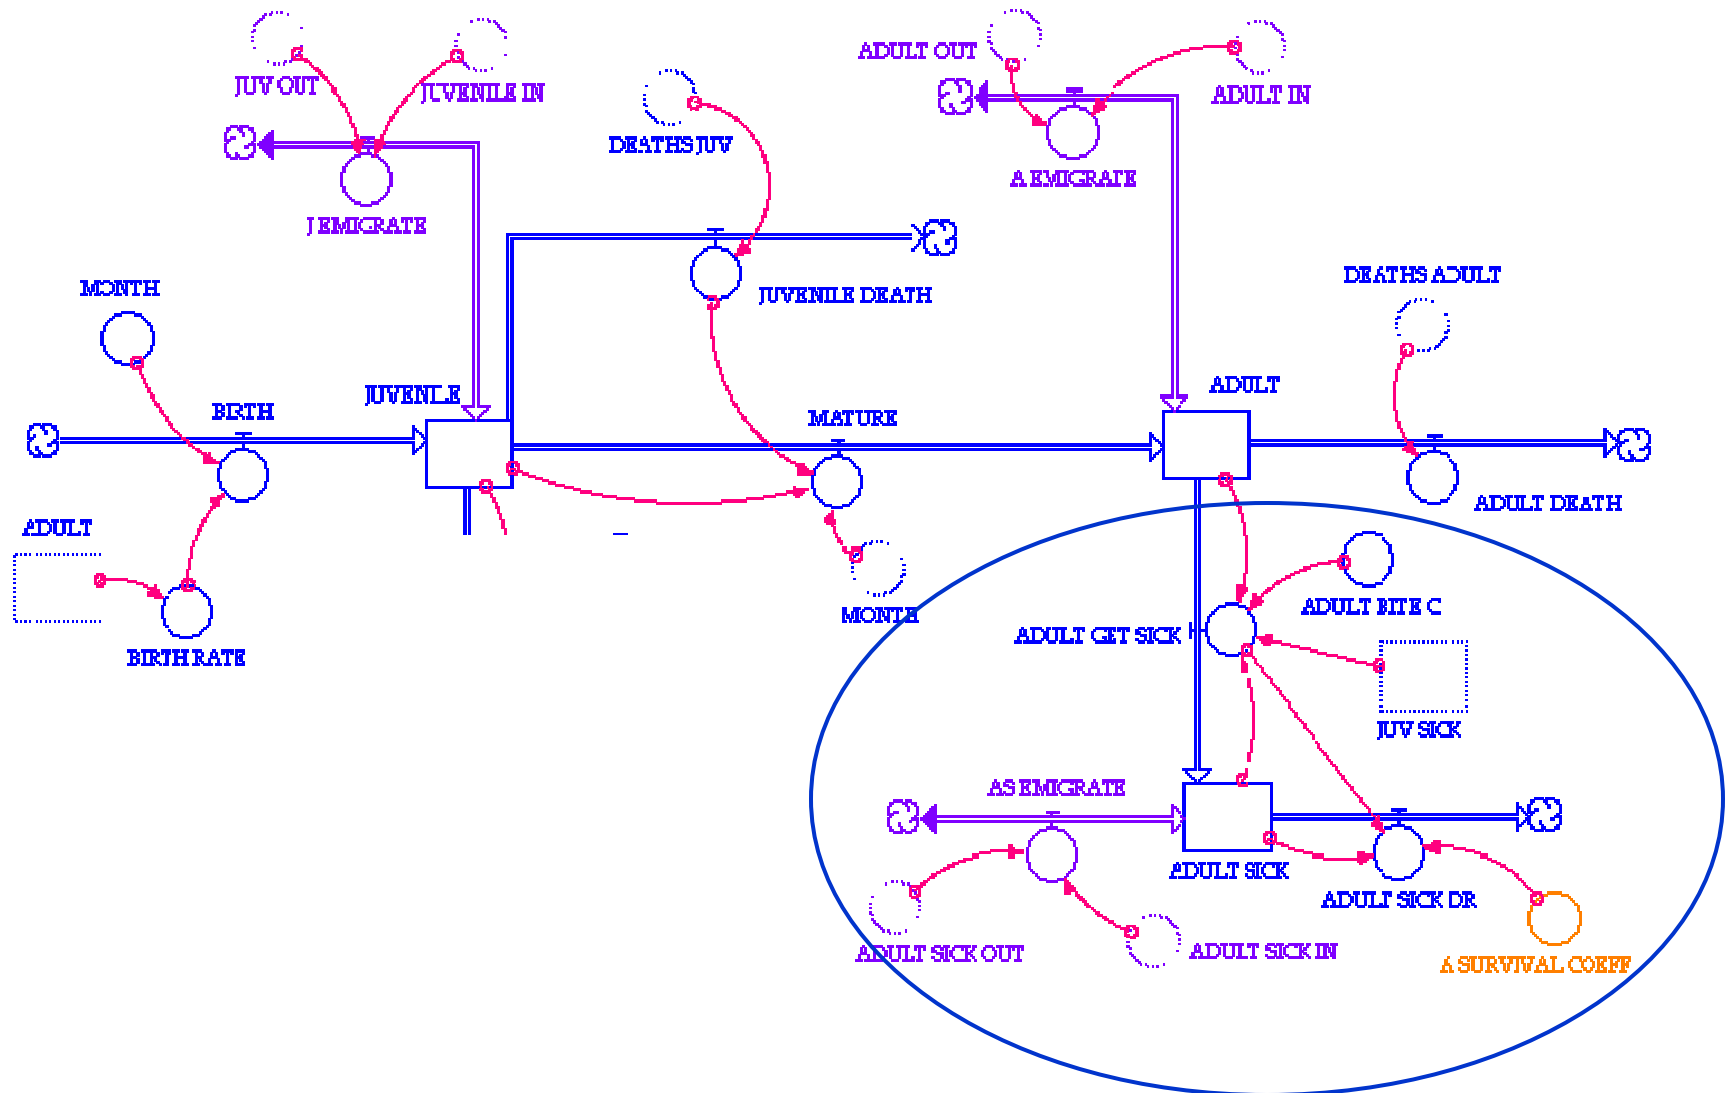 ADULT OUT
JUV OUT
JUVENILE IN
ADULT IN
DEATHS JUV
A EMIGRATE
J EMIGRATE
MONTH
JUVENILE DEATH
DEATHS ADULT
JUVENILE
ADULT
BIRTH
MATURE
ADULT DEATH
ADULT
MONTH
ADULT BITE C
BIRTH RATE
ADULT GET SICK
JUV SICK
AS EMIGRATE
ADULT SICK
ADULT SICK DR
ADULT SICK OUT
ADULT SICK IN
A SURVIVAL COEFF